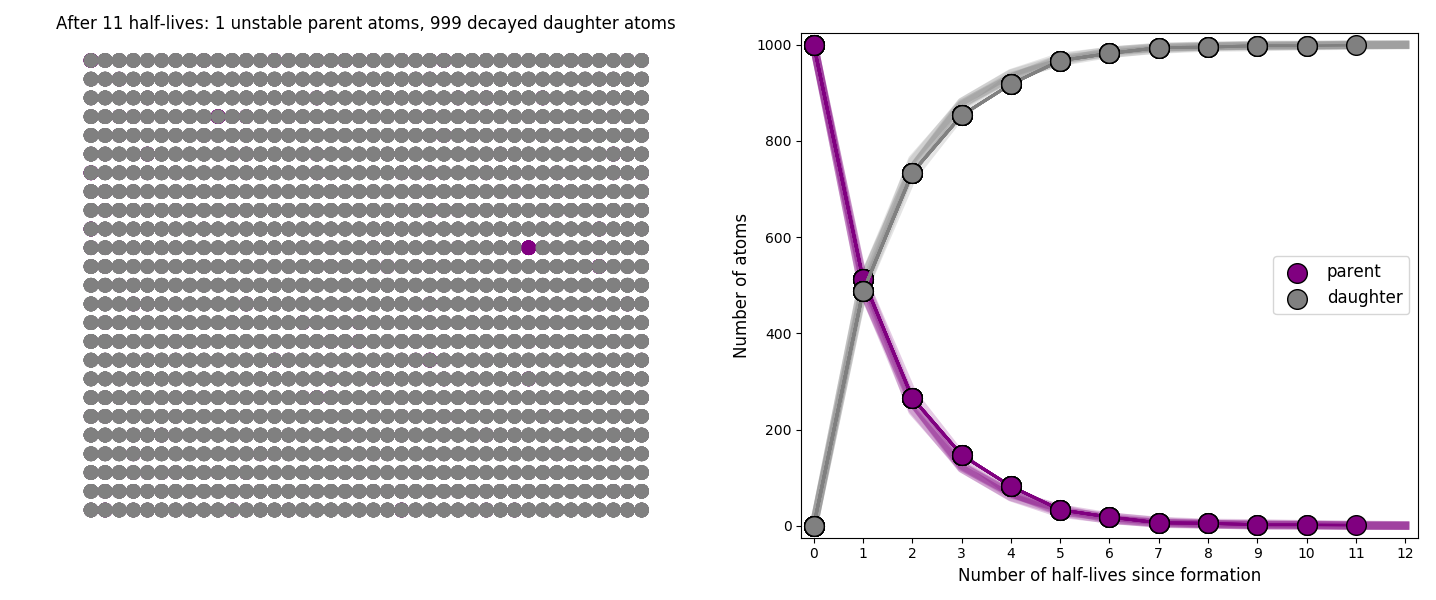 After 11 half-lives: 1 unstable parent atoms, 999 decayed daughter atoms
1000
800
600
400
200
0
Number of atoms
parent
daughter
0 1 2 3 4 5 6 7 8 9 10 11 12
Number of half-lives since formation